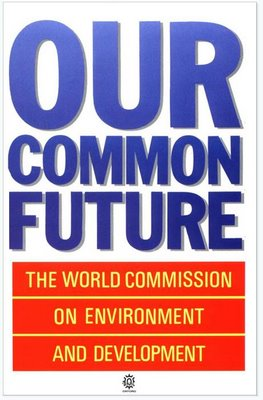 OUR
COMMON
FUTURE
THE WORLD COMMISSION
ON ENVIRONMENT
AND DEVELOPMENT